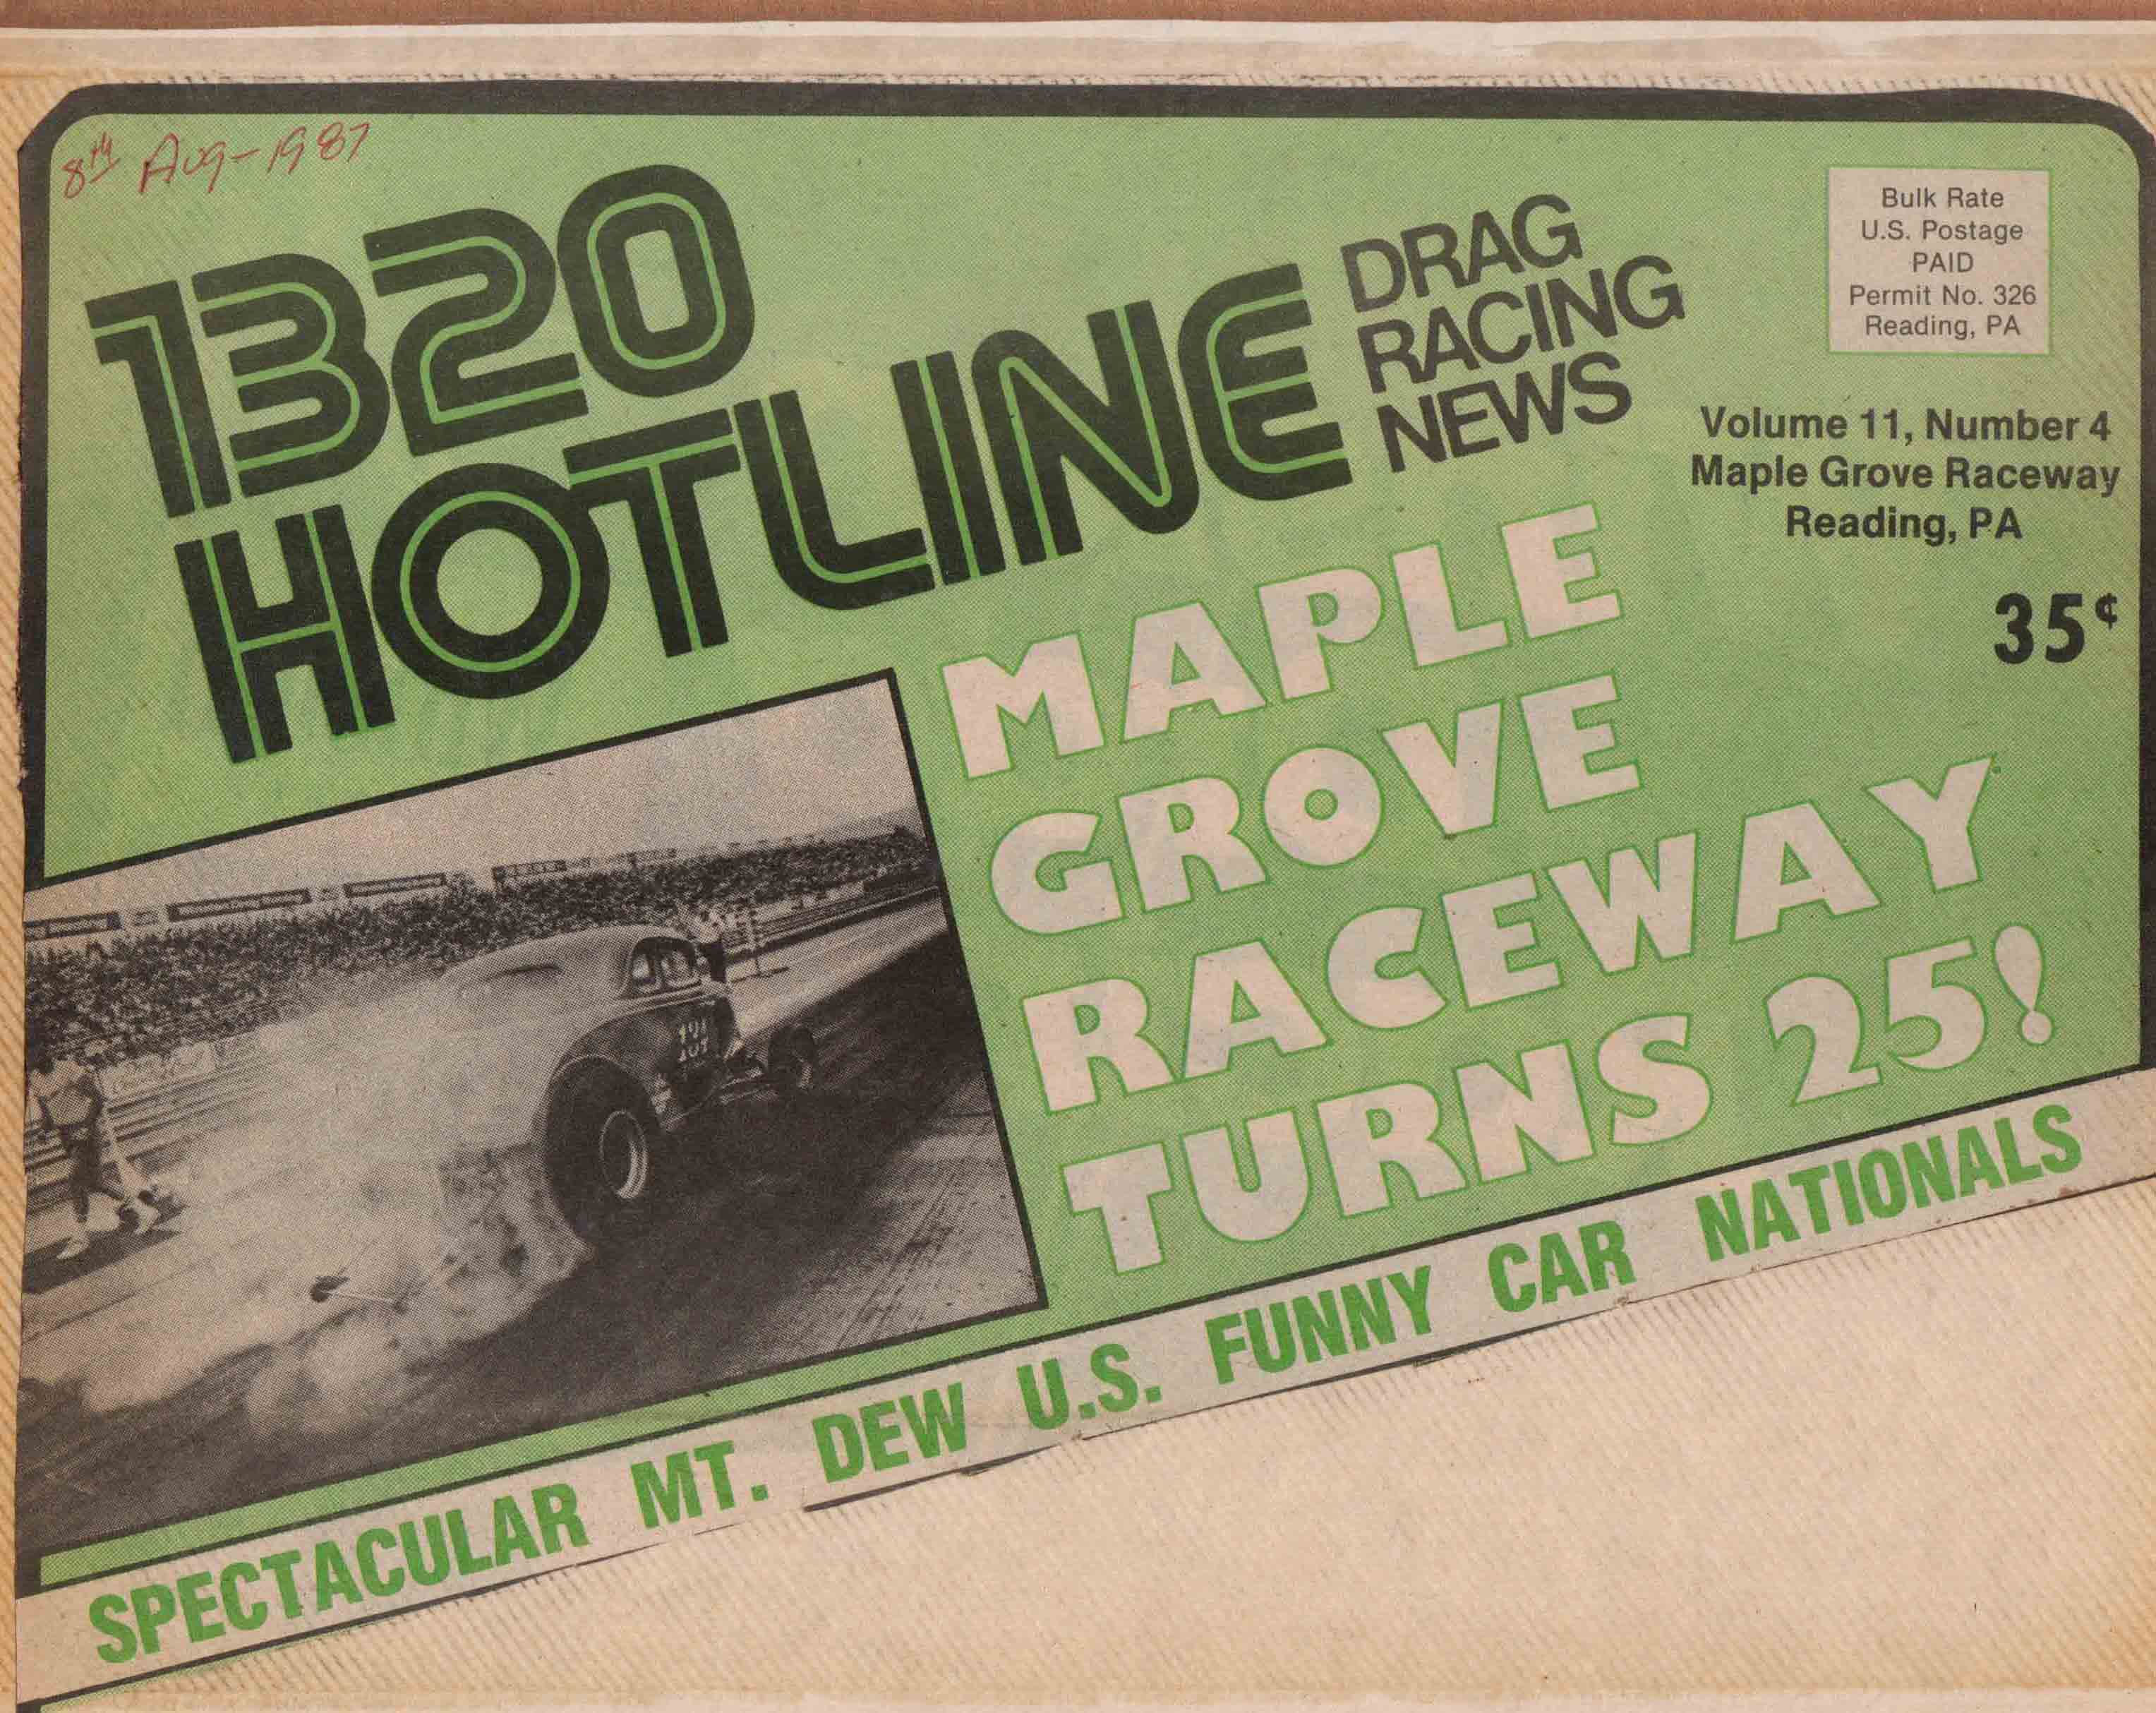 8th Aug-1987
1320
HOTLINE
DRAG
RACING
NEWS
Bulk Rate
U.S. Postage
PAID
Permit No. 326
Reading, PA
Volume 11, Number 4
Maple Grove Raceway
Reading, PA
35¢
MAPLE
GROVE
RACEWAY
TURNS 25!
SPECTACULAR MT. DEW U.S. FUNNY CAR NATIONALS